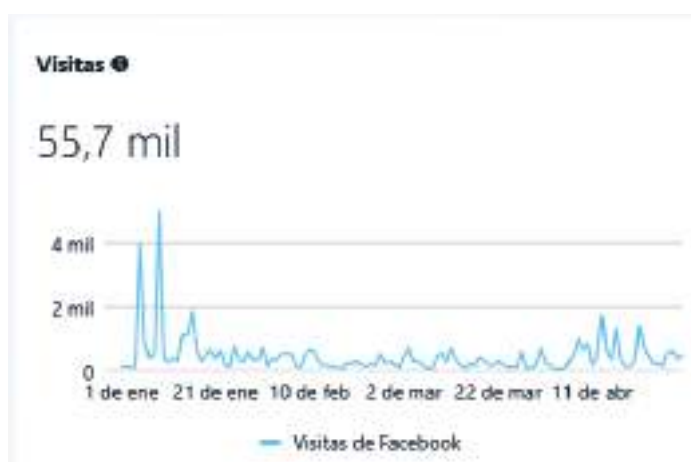 Visitas
55,7 mil
4 mil
2 mil
0
1 de ene 21 de ene 10 de feb 2 de mar 22 de mar 11 de abr
Visitas de Facebook